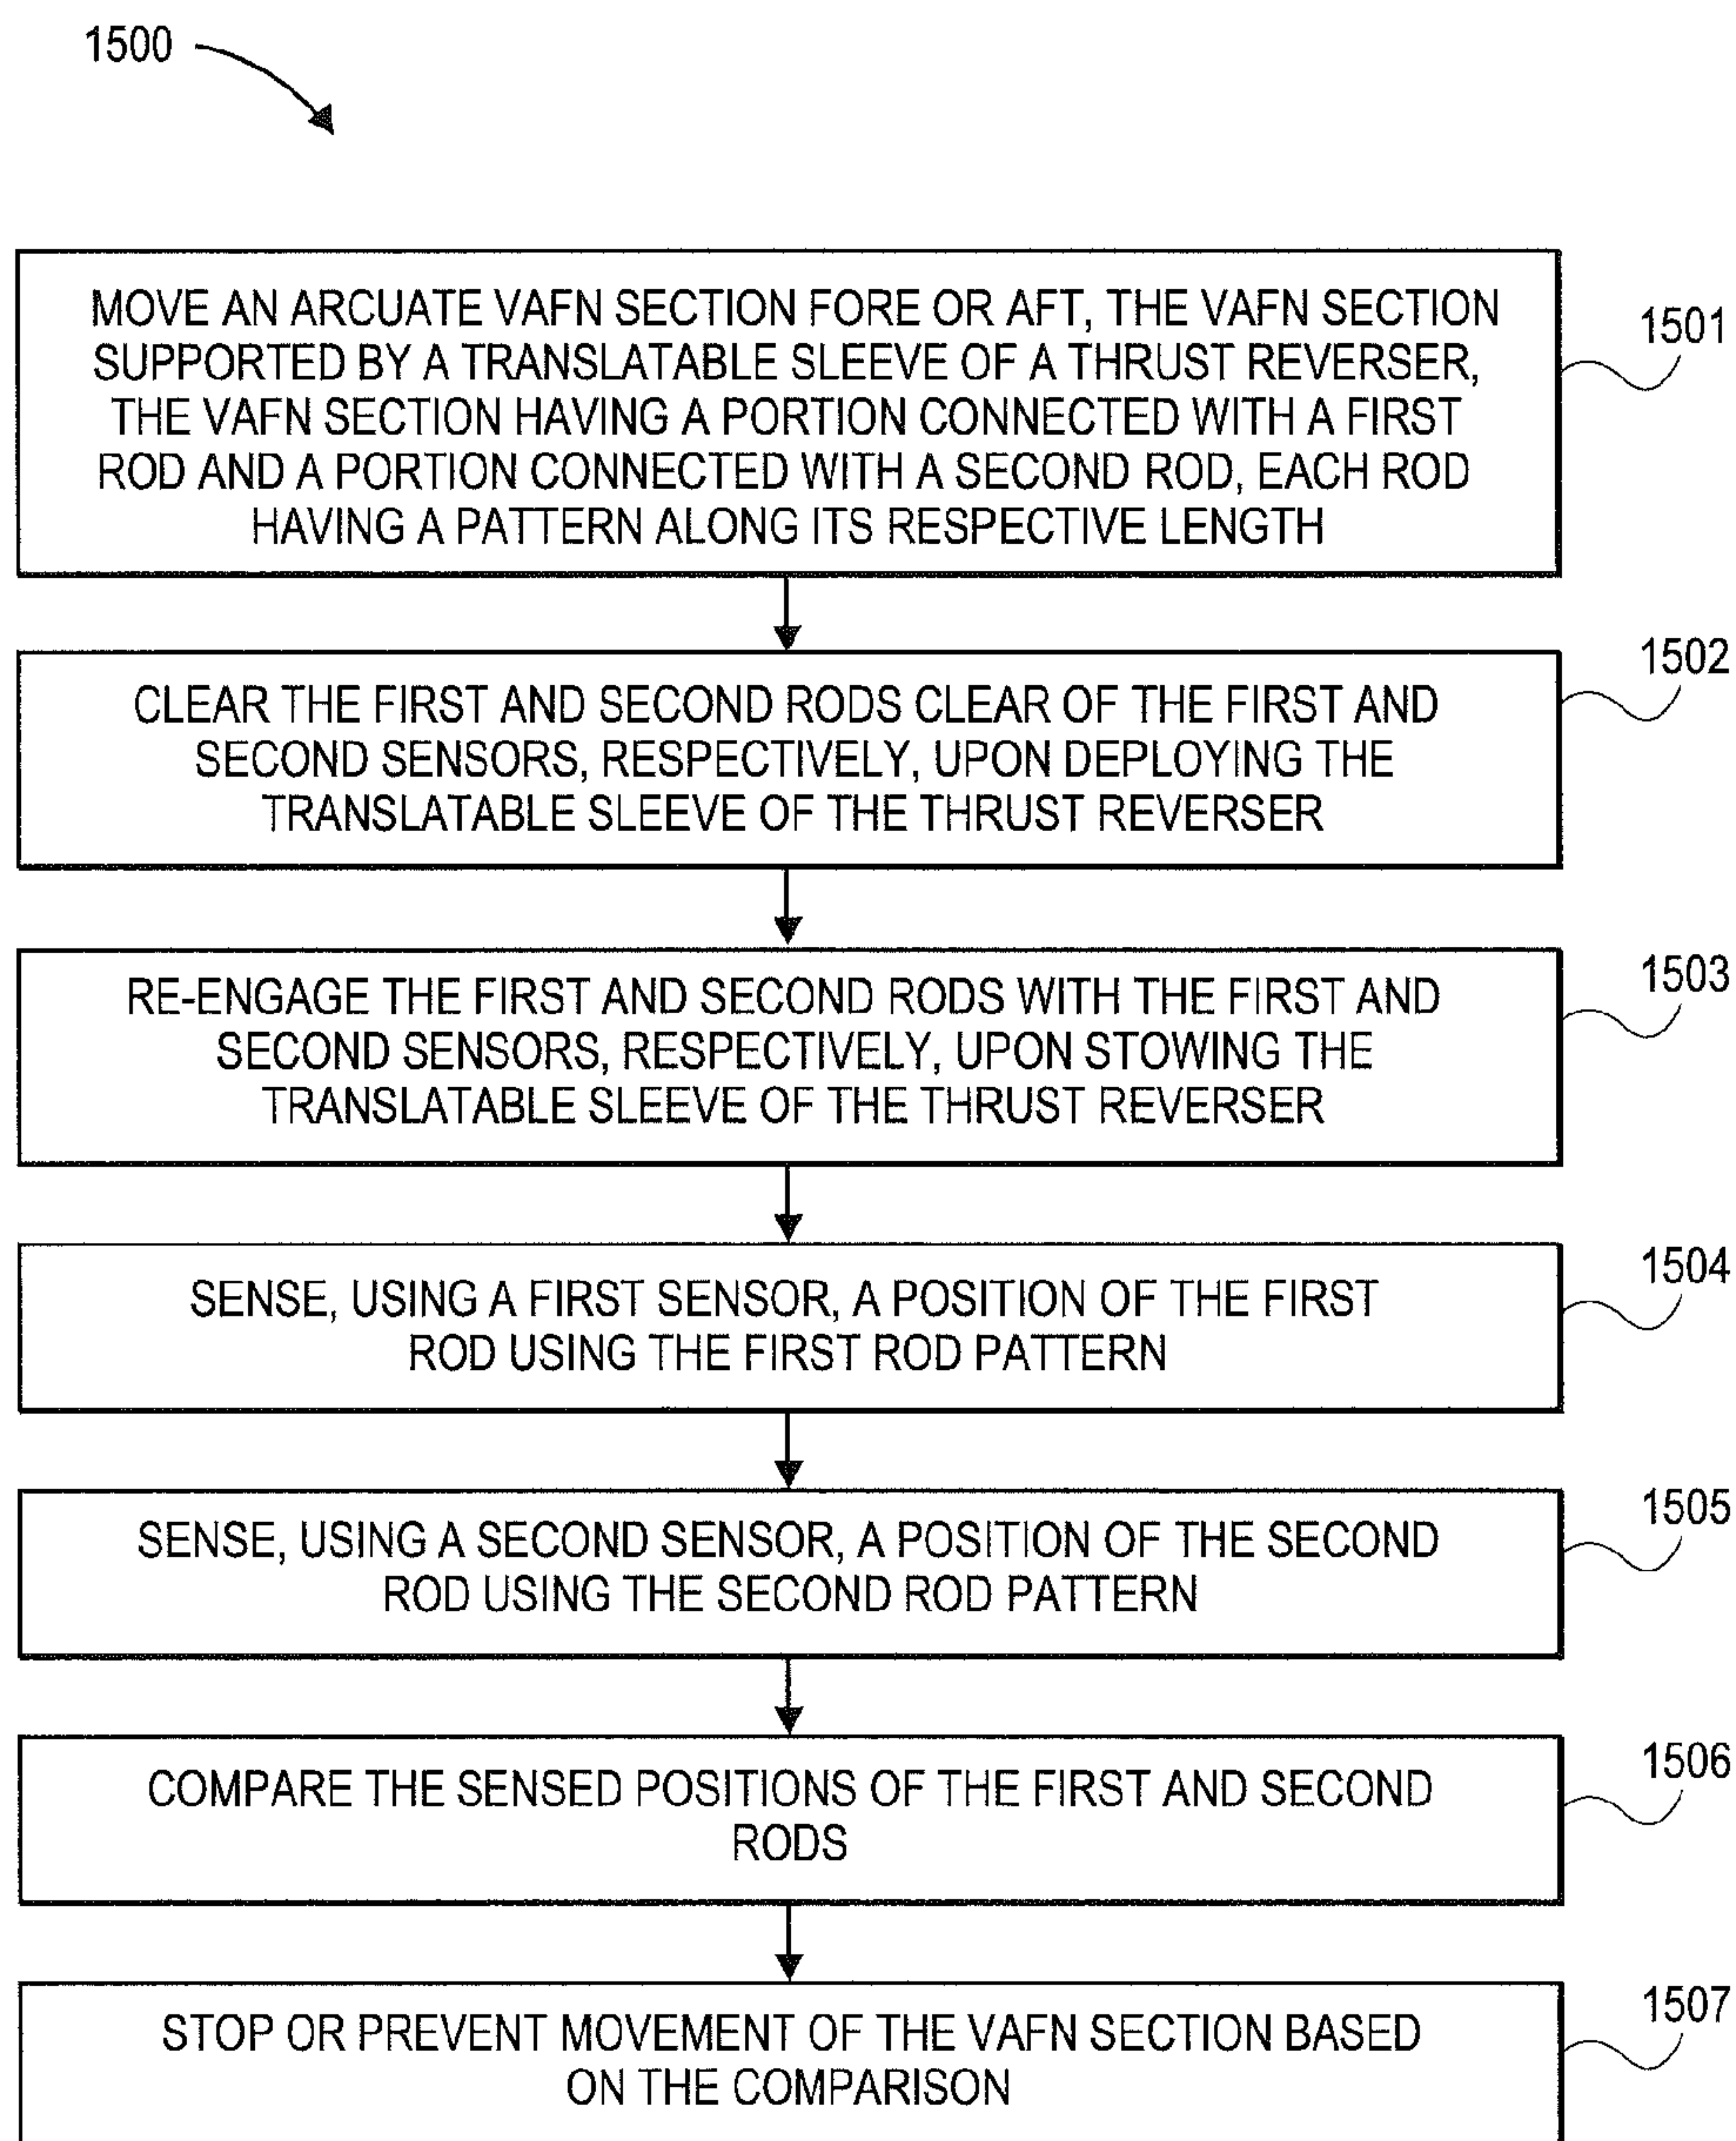 1500
MOVE AN ARCUATE VAFN SECTION FORE OR AFT, THE VAFN SECTION
SUPPORTED BY A TRANSLATABLE SLEEVE OF A THRUST REVERSER,
THE VAFN SECTION HAVING A PORTION CONNECTED WITH A FIRST
ROD AND A PORTION CONNECTED WITH A SECOND ROD, EACH ROD
HAVING A PATTERN ALONG ITS RESPECTIVE LENGTH
1501
CLEAR THE FIRST AND SECOND RODS CLEAR OF THE FIRST AND
SECOND SENSORS, RESPECTIVELY, UPON DEPLOYING THE
TRANSLATABLE SLEEVE OF THE THRUST REVERSER
1502
RE-ENGAGE THE FIRST AND SECOND RODS WITH THE FIRST AND
SECOND SENSORS, RESPECTIVELY, UPON STOWING THE
TRANSLATABLE SLEEVE OF THE THRUST REVERSER
1503
SENSE, USING A FIRST SENSOR, A POSITION OF THE FIRST
ROD USING THE FIRST ROD PATTERN
1504
SENSE, USING A SECOND SENSOR, A POSITION OF THE SECOND
ROD USING THE SECOND ROD PATTERN
1505
COMPARE THE SENSED POSITIONS OF THE FIRST AND SECOND
RODS
1506
STOP OR PREVENT MOVEMENT OF THE VAFN SECTION BASED
ON THE COMPARISON
1507